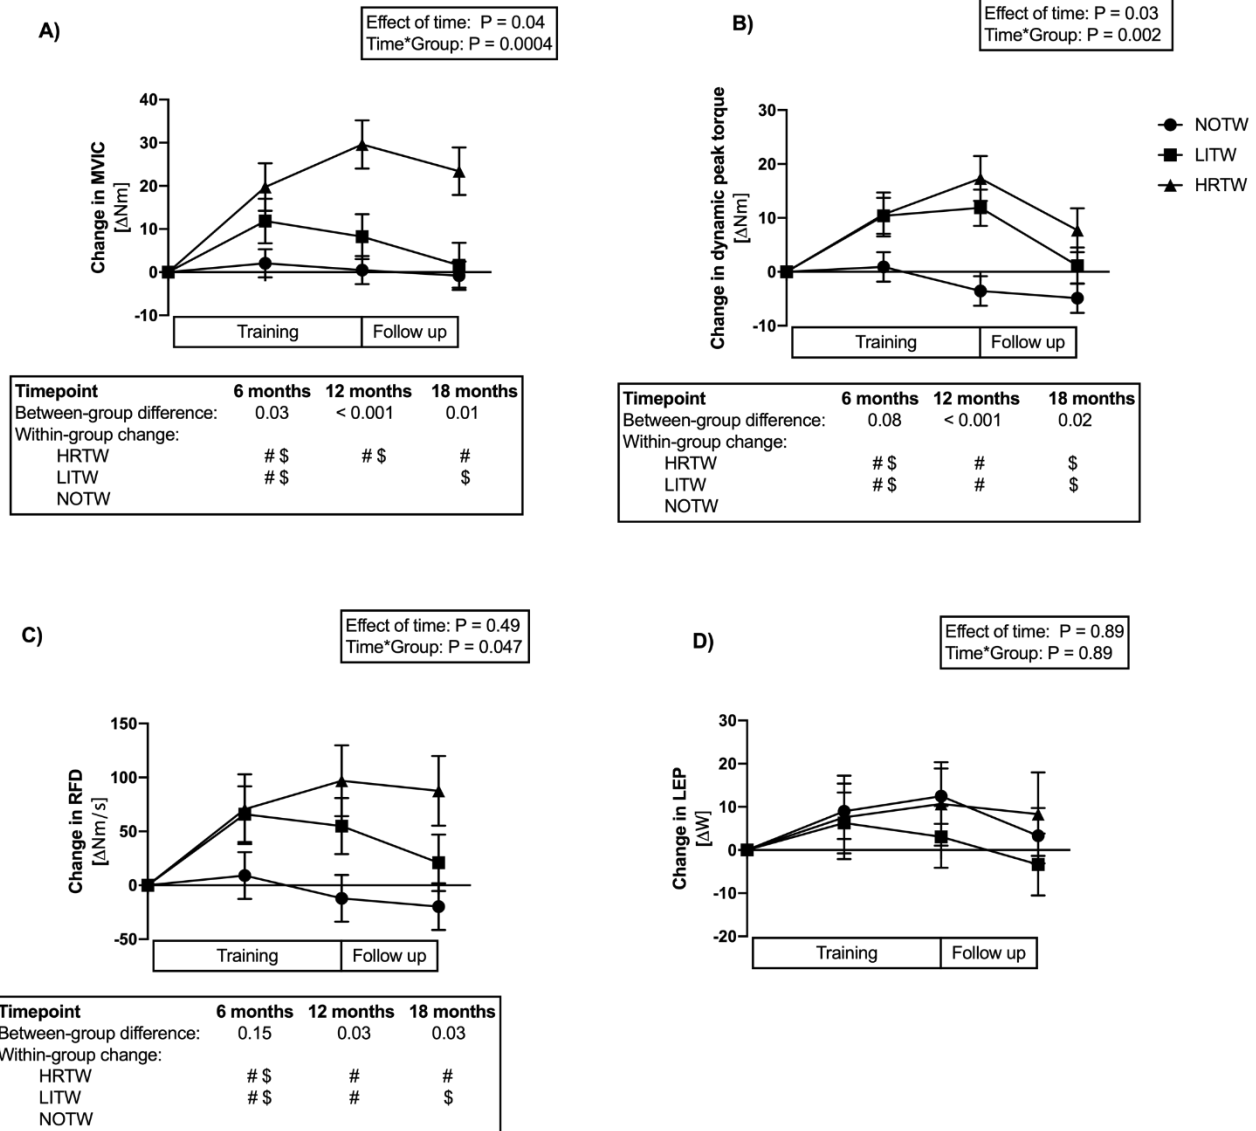 A)
Effect of time: P = 0.04
Time*Group: P = 0.0004
Change in MVIC
[ΔNm]
40
30
20
10
0
-10
Training
Follow up
Timepoint 6 months 12 months 18 months
Between-group difference: 0.03 < 0.001 0.01
Within-group change:
HRTW # $ # $ #
LITW # $ $
NOTW
B)
Effect of time: P = 0.03
Time*Group: P = 0.002
Change in dynamic peak torque
[ΔNm]
30
20
10
0
-10
Training
Follow up
NOTW
LITW
HRTW
Timepoint 6 months 12 months 18 months
Between-group difference: 0.08 < 0.001 0.02
Within-group change:
HRTW # $ # $
LITW # $ # $
NOTW
C)
Effect of time: P = 0.49
Time*Group: P = 0.047
Change in RFD
[ΔNm/s]
150
100
50
0
-50
Training
Follow up
Timepoint 6 months 12 months 18 months
Between-group difference: 0.15 0.03 0.03
Within-group change:
HRTW # $ # #
LITW # $ # $
NOTW
D)
Effect of time: P = 0.89
Time*Group: P = 0.89
Change in LEP
[ΔW]
30
20
10
0
-10
-20
Training
Follow up